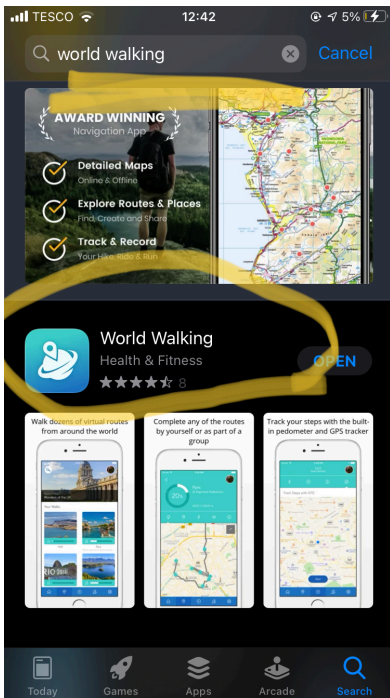 TESCO 12:42 5%
world walking Cancel
AWARD WINNING
Navigation App
Detailed Maps
Online & Offline
Explore Routes & Places
Find, Create and Share
Track & Record
Your Hike, Ride & Run
World Walking
Health & Fitness
OPEN
8
Walk dozens of virtual routes
from around the world
Complete any of the routes
by yourself or as part of a
group
Track your steps with the built-
in pedometer and GPS tracker
20%
Today Games Apps Arcade Search